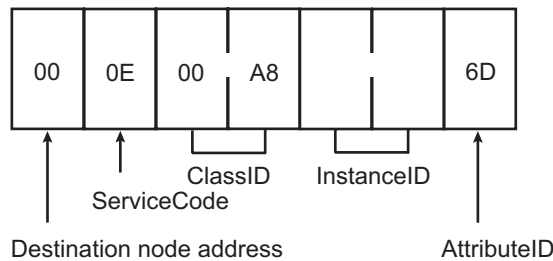 00 0E 00 A8 6D
ClassID InstanceID
ServiceCode
Destination node address AttributeID